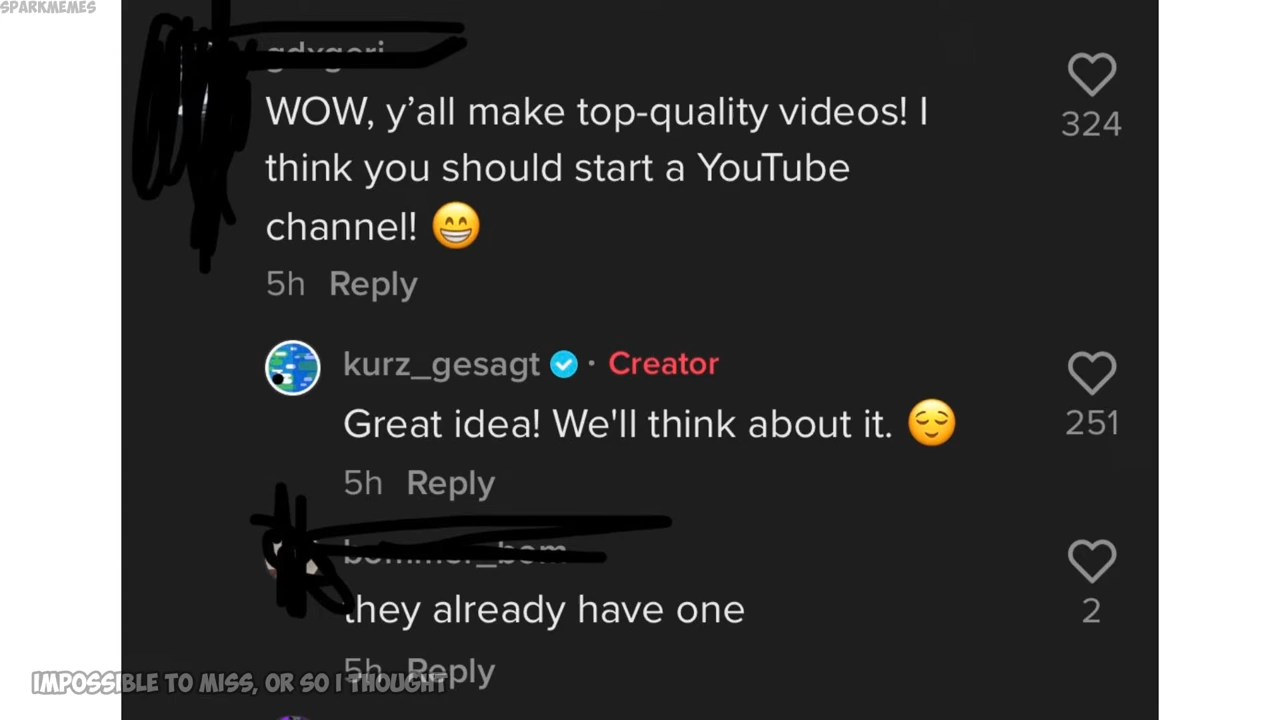 SPARKMEMES
324
WOW, y’all make top-quality videos! I
think you should start a YouTube
channel! 😁
5h Reply
kurz_gesagt · Creator
Great idea! We'll think about it. 😌
251
5h Reply
they already have one
2
5h Reply
IMPOSSIBLE TO MISS, OR SO I THOUGHT